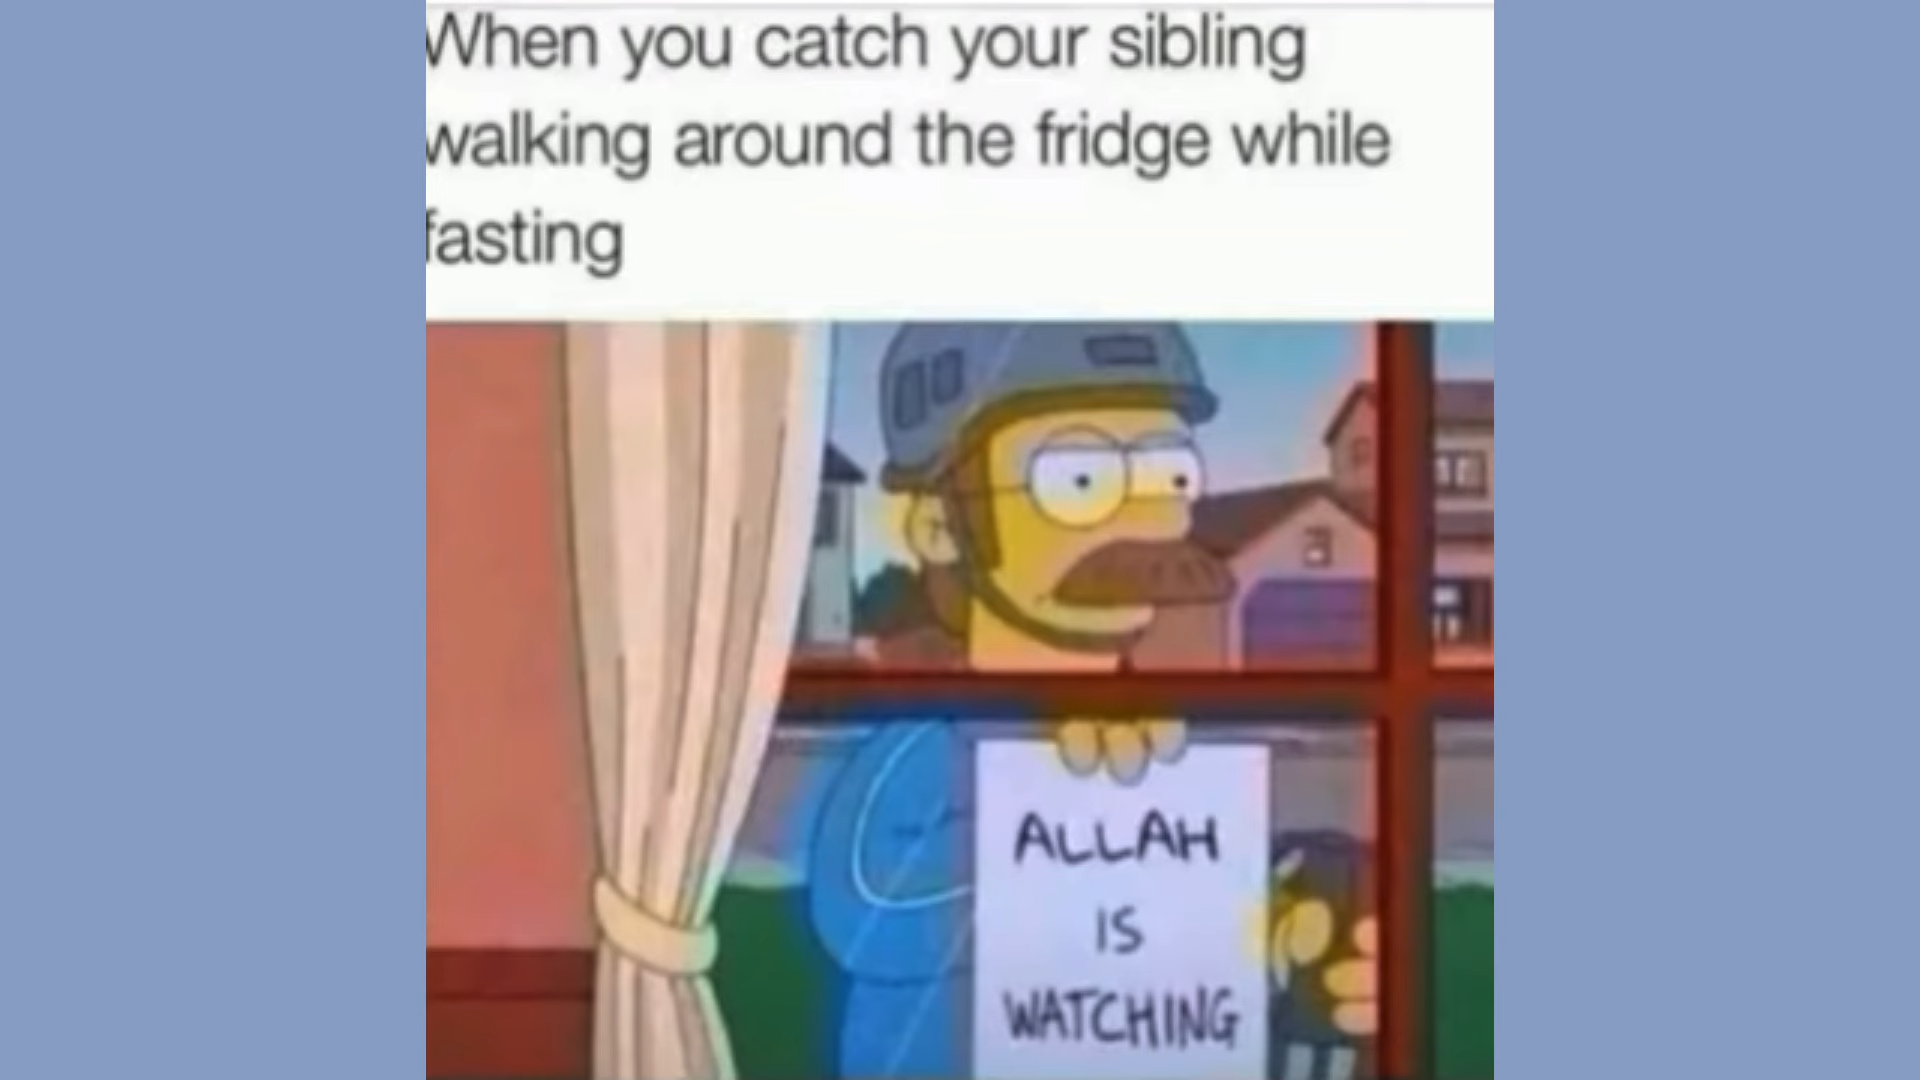 When you catch your sibling
walking around the fridge while
fasting
ALLAH
IS
WATCHING